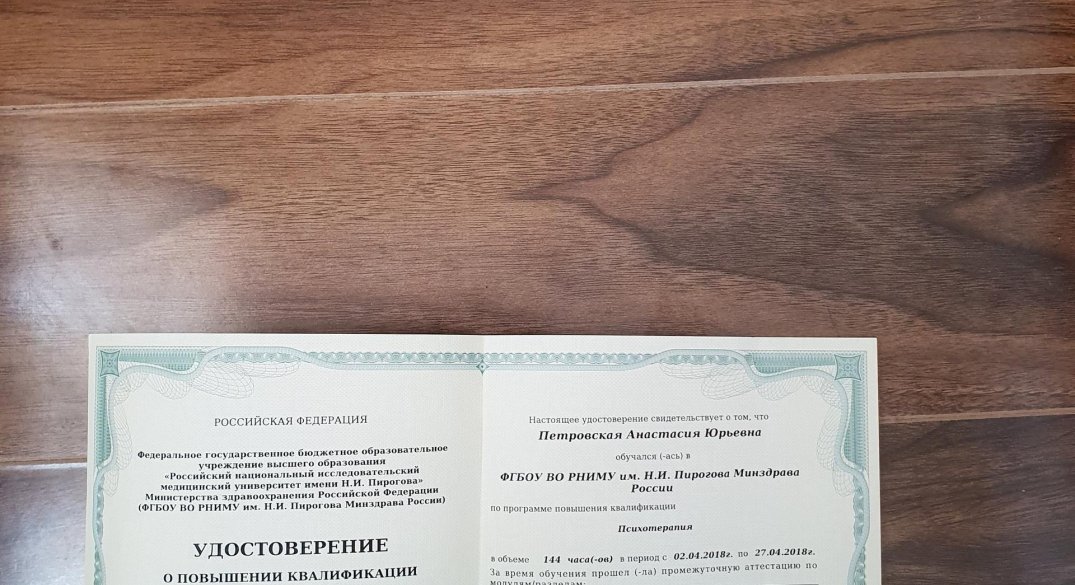 РОССИЙСКАЯ ФЕДЕРАЦИЯ
Федеральное государственное бюджетное образовательное
учреждение высшего образования
«Российский национальный исследовательский
медицинский университет имени Н.И. Пирогова»
Министерства здравоохранения Российской Федерации
(ФГБОУ ВО РНИМУ им. Н.И. Пирогова Минздрава России)
УДОСТОВЕРЕНИЕ
О ПОВЫШЕНИИ КВАЛИФИКАЦИИ
Настоящее удостоверение свидетельствует о том, что
Петровская Анастасия Юрьевна
обучался (-ась) в
ФГБОУ ВО РНИМУ им. Н.И. Пирогова Минздрава
России
по программе повышения квалификации
Психотерапия
в объеме 144 часа(-ов) в период с 02.04.2018г. по 27.04.2018г.
За время обучения прошел (-ла) промежуточную аттестацию по
модулям/разделам: